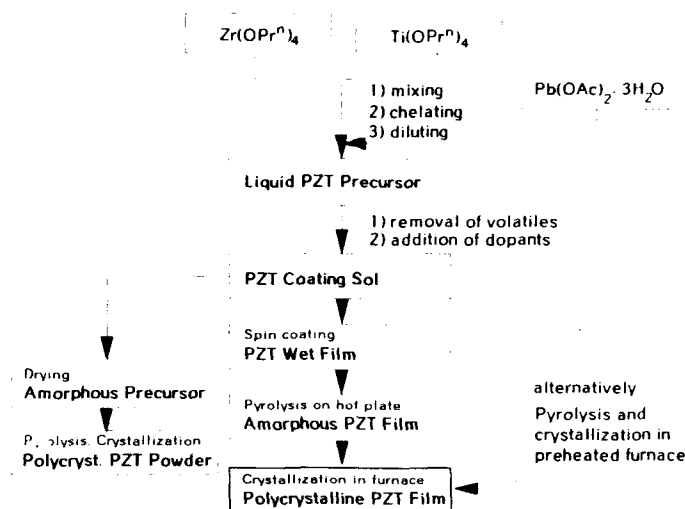 Zr(OPrⁿ)₄
Ti(OPrⁿ)₄
1) mixing
2) chelating
3) diluting
Pb(OAc)₂. 3H₂O
Liquid PZT Precursor
1) removal of volatiles
2) addition of dopants
PZT Coating Sol
Spin coating
PZT Wet Film
Drying
Amorphous Precursor
Pyrolysis on hot plate
Amorphous PZT Film
alternatively
Pyrolysis and
crystallization in
preheated furnace
Crystallization
Polycryst. PZT Powder
Crystallization in furnace
Polycrystalline PZT Film